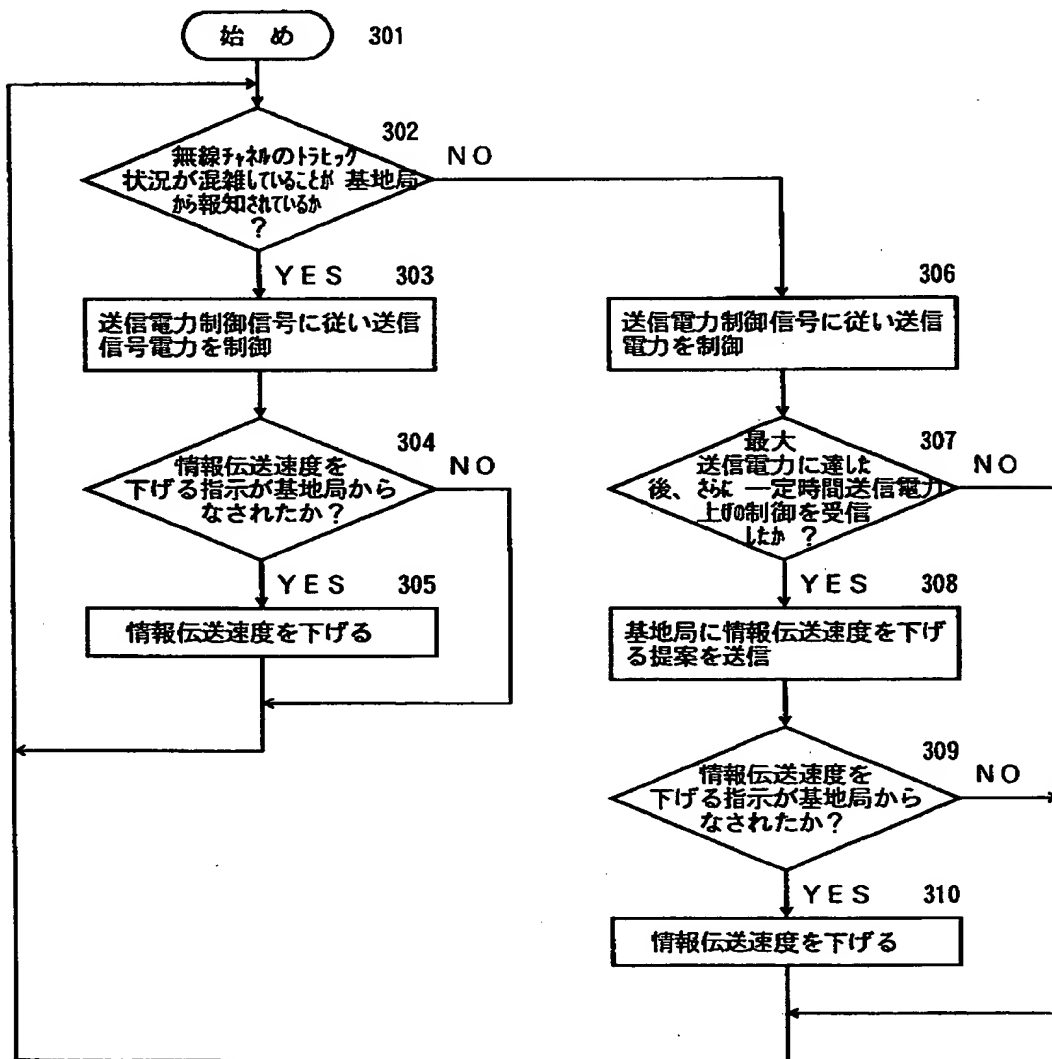 始め 301
302
無線チャネルのトラヒック
状況が混雑していることが 基地局
から報知されているか
？
NO
YES 303
送信電力制御信号に従い送信
信号電力を制御
304
情報伝送速度を
下げる指示が基地局から
なされたか？
NO
YES 305
情報伝送速度を下げる
306
送信電力制御信号に従い送信
電力を制御
307
最大
送信電力に達した
後、さらに 一定時間送信電力
上げの制御を受信
したか ？
NO
YES 308
基地局に情報伝送速度を下げ
る提案を送信
309
情報伝送速度を
下げる指示が基地局から
なされたか？
NO
YES 310
情報伝送速度を下げる